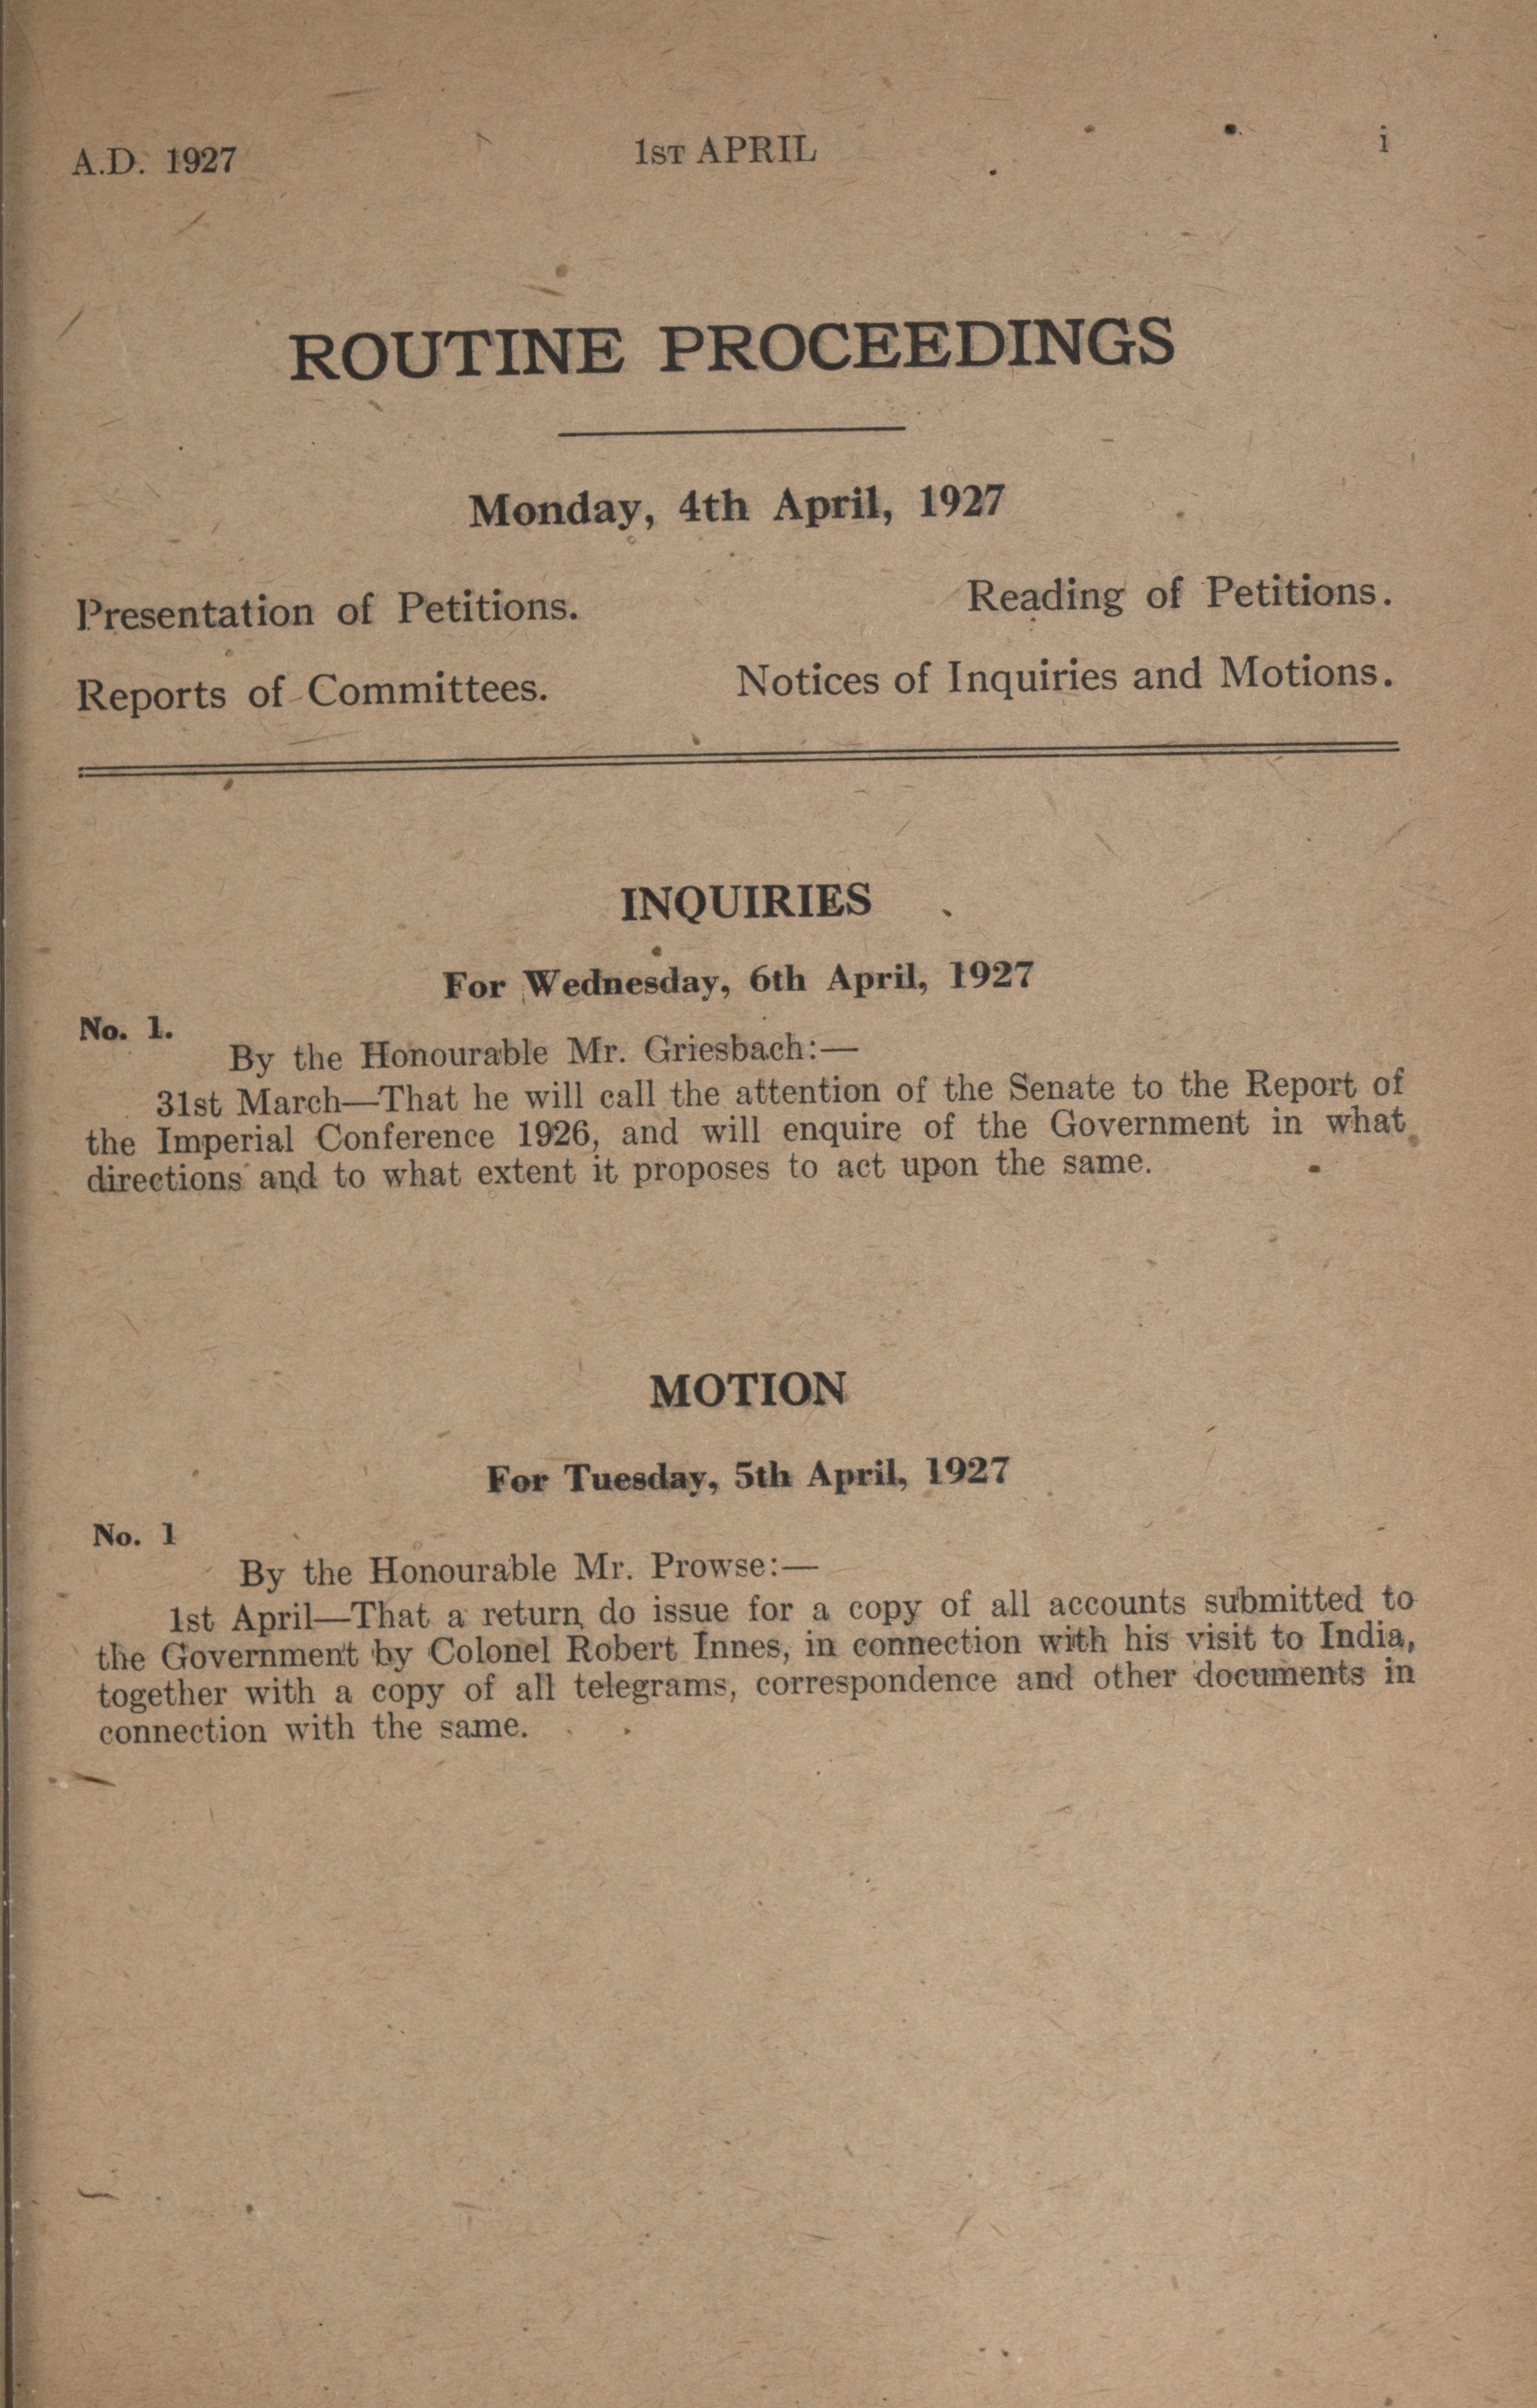 A.D. 1927 1ST APRIL i
ROUTINE PROCEEDINGS
Monday, 4th April, 1927
Presentation of Petitions. Reading of Petitions.
Reports of Committees. Notices of Inquiries and Motions.
INQUIRIES
For Wednesday, 6th April, 1927
No. 1.
By the Honourable Mr. Griesbach:—
31st March—That he will call the attention of the Senate to the Report of
the Imperial Conference 1926, and will enquire of the Government in what
directions and to what extent it proposes to act upon the same.
MOTION
For Tuesday, 5th April, 1927
No. 1
By the Honourable Mr. Prowse:—
1st April—That a return do issue for a copy of all accounts submitted to
the Government by Colonel Robert Innes, in connection with his visit to India,
together with a copy of all telegrams, correspondence and other documents in
connection with the same.